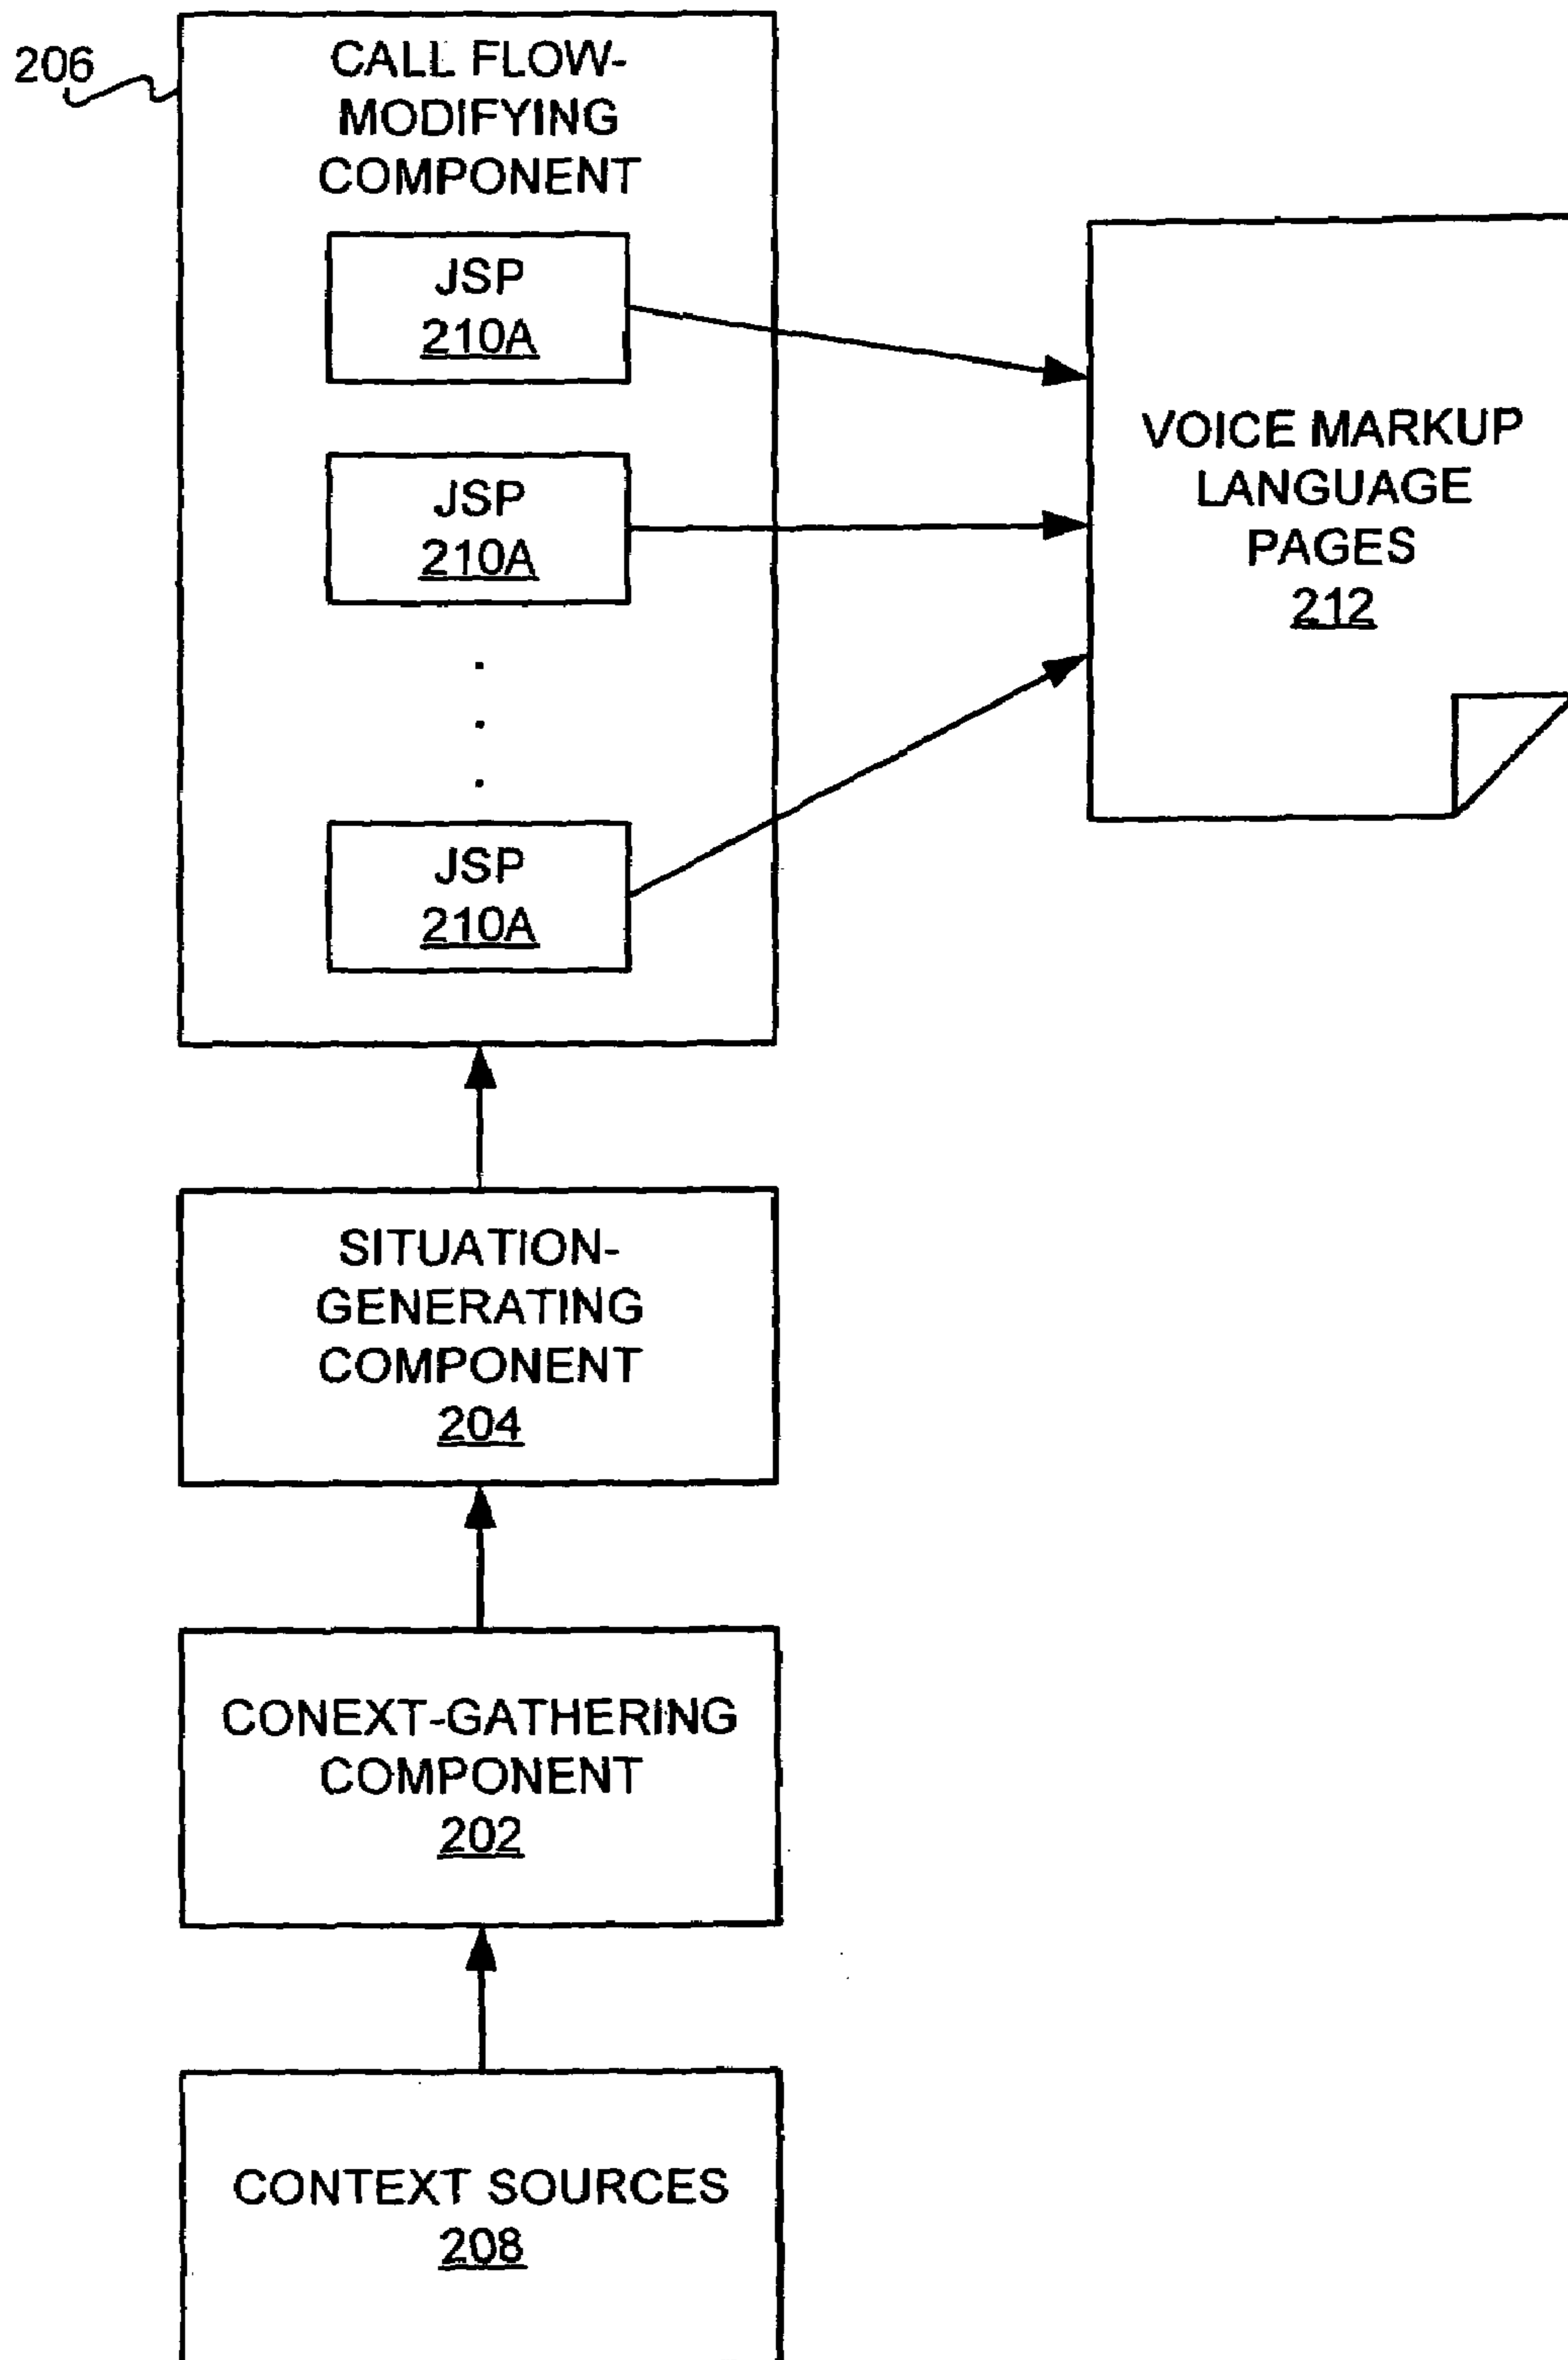 206
CALL FLOW-
MODIFYING
COMPONENT
JSP
210A
JSP
210A
.
.
.
JSP
210A
VOICE MARKUP
LANGUAGE
PAGES
212
SITUATION-
GENERATING
COMPONENT
204
CONEXT-GATHERING
COMPONENT
202
CONTEXT SOURCES
208